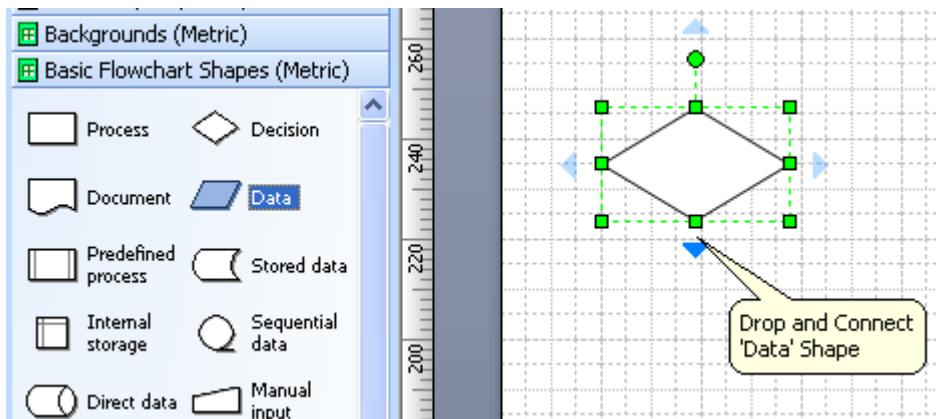 Backgrounds (Metric)
Basic Flowchart Shapes (Metric)
Process
Decision
Document
Data
Predefined
process
Stored data
Internal
storage
Sequential
data
Direct data
Manual
input
260
240
220
200
Drop and Connect
'Data' Shape